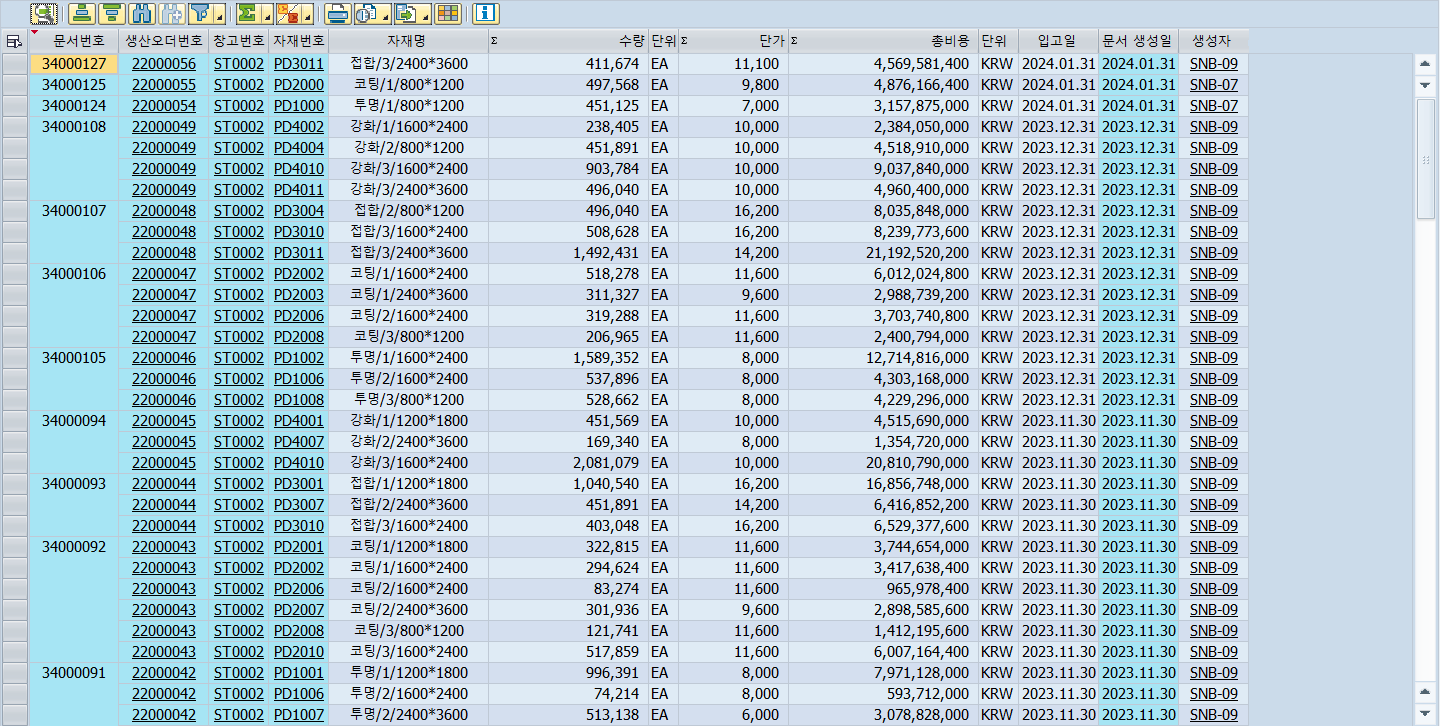 문서번호 생산오더번호 창고번호 자재번호 자재명 Σ 수량 단위 Σ 단가 Σ 총비용 단위 입고일 문서 생성일 생성자
34000127 22000056 ST0002 PD3011 접합/3/2400*3600 411,674 EA 11,100 4,569,581,400 KRW 2024.01.31 2024.01.31 SNB-09
34000125 22000055 ST0002 PD2000 코팅/1/800*1200 497,568 EA 9,800 4,876,166,400 KRW 2024.01.31 2024.01.31 SNB-07
34000124 22000054 ST0002 PD1000 투명/1/800*1200 451,125 EA 7,000 3,157,875,000 KRW 2024.01.31 2024.01.31 SNB-07
34000108 22000049 ST0002 PD4002 강화/1/1600*2400 238,405 EA 10,000 2,384,050,000 KRW 2023.12.31 2023.12.31 SNB-09
22000049 ST0002 PD4004 강화/2/800*1200 451,891 EA 10,000 4,518,910,000 KRW 2023.12.31 2023.12.31 SNB-09
22000049 ST0002 PD4010 강화/3/1600*2400 903,784 EA 10,000 9,037,840,000 KRW 2023.12.31 2023.12.31 SNB-09
22000049 ST0002 PD4011 강화/3/2400*3600 496,040 EA 10,000 4,960,400,000 KRW 2023.12.31 2023.12.31 SNB-09
34000107 22000048 ST0002 PD3004 접합/2/800*1200 496,040 EA 16,200 8,035,848,000 KRW 2023.12.31 2023.12.31 SNB-09
22000048 ST0002 PD3010 접합/3/1600*2400 508,628 EA 16,200 8,239,773,600 KRW 2023.12.31 2023.12.31 SNB-09
22000048 ST0002 PD3011 접합/3/2400*3600 1,492,431 EA 14,200 21,192,520,200 KRW 2023.12.31 2023.12.31 SNB-09
34000106 22000047 ST0002 PD2002 코팅/1/1600*2400 518,278 EA 11,600 6,012,024,800 KRW 2023.12.31 2023.12.31 SNB-09
22000047 ST0002 PD2003 코팅/1/2400*3600 311,327 EA 9,600 2,988,739,200 KRW 2023.12.31 2023.12.31 SNB-09
22000047 ST0002 PD2006 코팅/2/1600*2400 319,288 EA 11,600 3,703,740,800 KRW 2023.12.31 2023.12.31 SNB-09
22000047 ST0002 PD2008 코팅/3/800*1200 206,965 EA 11,600 2,400,794,000 KRW 2023.12.31 2023.12.31 SNB-09
34000105 22000046 ST0002 PD1002 투명/1/1600*2400 1,589,352 EA 8,000 12,714,816,000 KRW 2023.12.31 2023.12.31 SNB-09
22000046 ST0002 PD1006 투명/2/1600*2400 537,896 EA 8,000 4,303,168,000 KRW 2023.12.31 2023.12.31 SNB-09
22000046 ST0002 PD1008 투명/3/800*1200 528,662 EA 8,000 4,229,296,000 KRW 2023.12.31 2023.12.31 SNB-09
34000094 22000045 ST0002 PD4001 강화/1/1200*1800 451,569 EA 10,000 4,515,690,000 KRW 2023.11.30 2023.11.30 SNB-09
22000045 ST0002 PD4007 강화/2/2400*3600 169,340 EA 8,000 1,354,720,000 KRW 2023.11.30 2023.11.30 SNB-09
22000045 ST0002 PD4010 강화/3/1600*2400 2,081,079 EA 10,000 20,810,790,000 KRW 2023.11.30 2023.11.30 SNB-09
34000093 22000044 ST0002 PD3001 접합/1/1200*1800 1,040,540 EA 16,200 16,856,748,000 KRW 2023.11.30 2023.11.30 SNB-09
22000044 ST0002 PD3007 접합/2/2400*3600 451,891 EA 14,200 6,416,852,200 KRW 2023.11.30 2023.11.30 SNB-09
22000044 ST0002 PD3010 접합/3/1600*2400 403,048 EA 16,200 6,529,377,600 KRW 2023.11.30 2023.11.30 SNB-09
34000092 22000043 ST0002 PD2001 코팅/1/1200*1800 322,815 EA 11,600 3,744,654,000 KRW 2023.11.30 2023.11.30 SNB-09
22000043 ST0002 PD2002 코팅/1/1600*2400 294,624 EA 11,600 3,417,638,400 KRW 2023.11.30 2023.11.30 SNB-09
22000043 ST0002 PD2006 코팅/2/1600*2400 83,274 EA 11,600 965,978,400 KRW 2023.11.30 2023.11.30 SNB-09
22000043 ST0002 PD2007 코팅/2/2400*3600 301,936 EA 9,600 2,898,585,600 KRW 2023.11.30 2023.11.30 SNB-09
22000043 ST0002 PD2008 코팅/3/800*1200 121,741 EA 11,600 1,412,195,600 KRW 2023.11.30 2023.11.30 SNB-09
22000043 ST0002 PD2010 코팅/3/1600*2400 517,859 EA 11,600 6,007,164,400 KRW 2023.11.30 2023.11.30 SNB-09
34000091 22000042 ST0002 PD1001 투명/1/1200*1800 996,391 EA 8,000 7,971,128,000 KRW 2023.11.30 2023.11.30 SNB-09
22000042 ST0002 PD1006 투명/2/1600*2400 74,214 EA 8,000 593,712,000 KRW 2023.11.30 2023.11.30 SNB-09
22000042 ST0002 PD1007 투명/2/2400*3600 513,138 EA 6,000 3,078,828,000 KRW 2023.11.30 2023.11.30 SNB-09